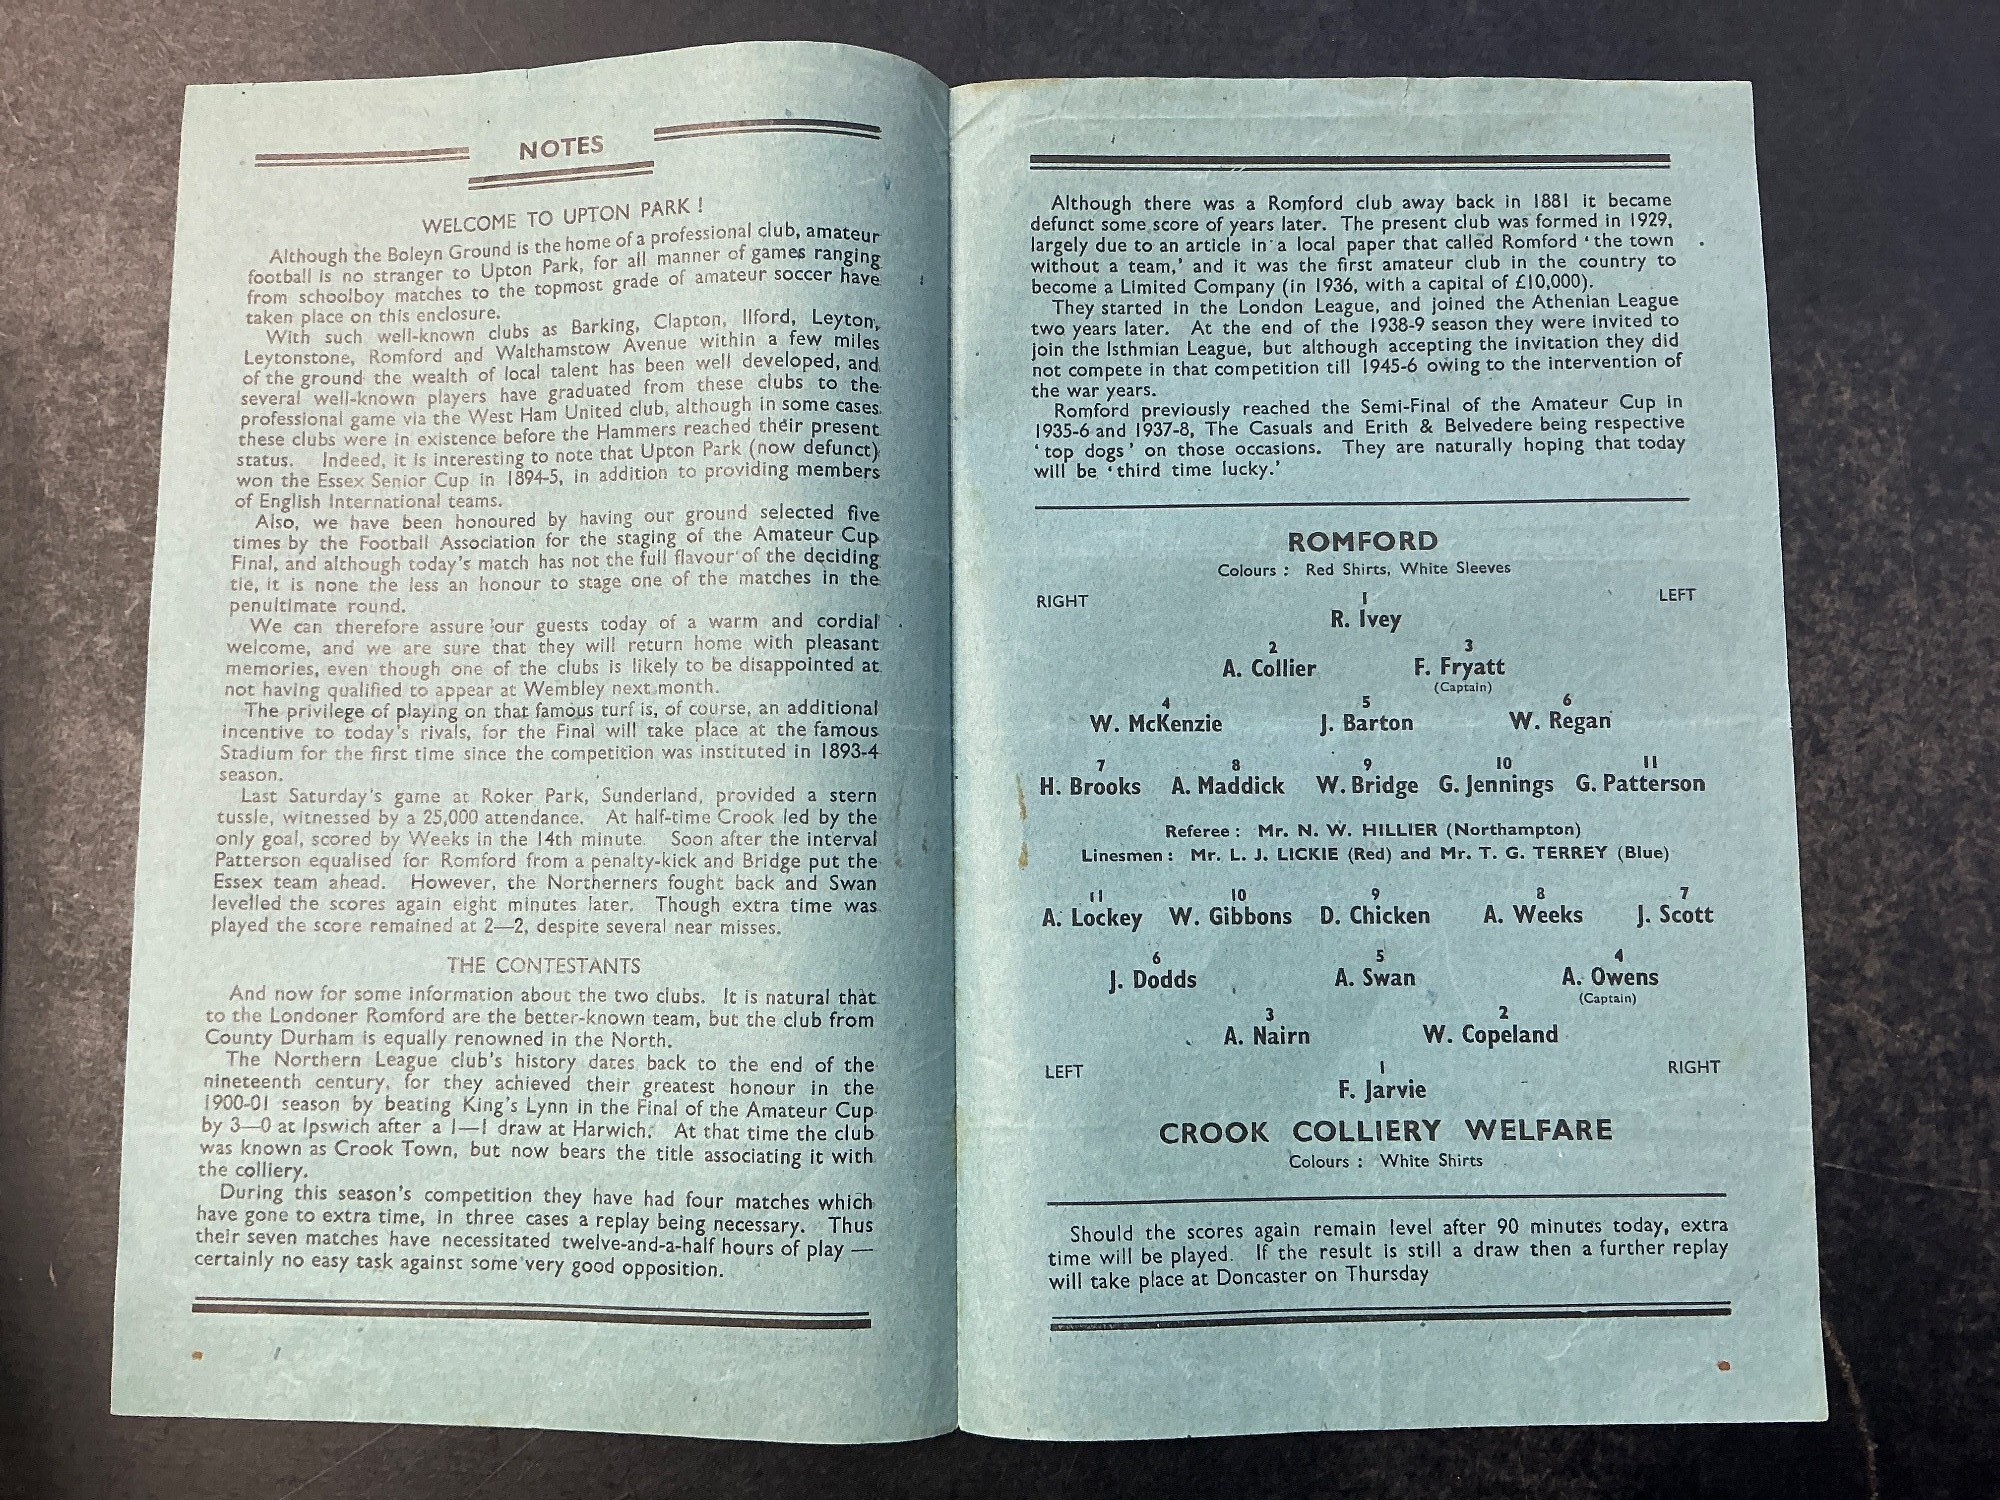 NOTES
WELCOME TO UPTON PARK !
Although the Boleyn Ground is the home of a professional club, amateur
football is no stranger to Upton Park, for all manner of games ranging
from schoolboy matches to the topmost grade of amateur soccer have
taken place on this enclosure.
With such well-known clubs as Barking, Clapton, Ilford, Leyton,
Leytonstone, Romford and Walthamstow Avenue within a few miles
of the ground the wealth of local talent has been well developed, and
several well-known players have graduated from these clubs to the
professional game via the West Ham United club, although in some cases
these clubs were in existence before the Hammers reached their present
status. Indeed, it is interesting to note that Upton Park (now defunct)
won the Essex Senior Cup in 1894-5, in addition to providing members
of English International teams.
Also, we have been honoured by having our ground selected five
times by the Football Association for the staging of the Amateur Cup
Final, and although today's match has not the full flavour of the deciding
tie, it is none the less an honour to stage one of the matches in the
penultimate round.
We can therefore assure our guests today of a warm and cordial
welcome, and we are sure that they will return home with pleasant
memories, even though one of the clubs is likely to be disappointed at
not having qualified to appear at Wembley next month.
The privilege of playing on that famous turf is, of course, an additional
incentive to today's rivals, for the Final will take place at the famous
Stadium for the first time since the competition was instituted in 1893-4
season.
Last Saturday's game at Roker Park, Sunderland, provided a stern
tussle, witnessed by a 25,000 attendance. At half-time Crook led by the
only goal, scored by Weeks in the 14th minute. Soon after the interval
Patterson equalised for Romford from a penalty-kick and Bridge put the
Essex team ahead. However, the Northerners fought back and Swan
levelled the scores again eight minutes later. Though extra time was
played the score remained at 2—2, despite several near misses.
THE CONTESTANTS
And now for some information about the two clubs. It is natural that
to the Londoner Romford are the better-known team, but the club from
County Durham is equally renowned in the North.
The Northern League club's history dates back to the end of the
nineteenth century, for they achieved their greatest honour in the
1900-01 season by beating King's Lynn in the Final of the Amateur Cup
by 3—0 at Ipswich after a 1—1 draw at Harwich. At that time the club
was known as Crook Town, but now bears the title associating it with
the colliery.
During this season's competition they have had four matches which
have gone to extra time, in three cases a replay being necessary. Thus
their seven matches have necessitated twelve-and-a-half hours of play —
certainly no easy task against some very good opposition.
Although there was a Romford club away back in 1881 it became
defunct some score of years later. The present club was formed in 1929,
largely due to an article in a local paper that called Romford 'the town
without a team,' and it was the first amateur club in the country to
become a Limited Company (in 1936, with a capital of £10,000).
They started in the London League, and joined the Athenian League
two years later. At the end of the 1938-9 season they were invited to
join the Isthmian League, but although accepting the invitation they did
not compete in that competition till 1945-6 owing to the intervention of
the war years.
Romford previously reached the Semi-Final of the Amateur Cup in
1935-6 and 1937-8, The Casuals and Erith & Belvedere being respective
'top dogs' on those occasions. They are naturally hoping that today
will be 'third time lucky.'
ROMFORD
Colours : Red Shirts, White Sleeves
RIGHT 1 LEFT
R. Ivey
2 3
A. Collier F. Fryatt
(Captain)
4 5 6
W. McKenzie J. Barton W. Regan
7 8 9 10 11
H. Brooks A. Maddick W. Bridge G. Jennings G. Patterson
Referee : Mr. N. W. HILLIER (Northampton)
Linesmen : Mr. L. J. LICKIE (Red) and Mr. T. G. TERREY (Blue)
11 10 9 8 7
A. Lockey W. Gibbons D. Chicken A. Weeks J. Scott
6 5 4
J. Dodds A. Swan A. Owens
(Captain)
3 2
A. Nairn W. Copeland
LEFT 1 RIGHT
F. Jarvie
CROOK COLLIERY WELFARE
Colours : White Shirts
Should the scores again remain level after 90 minutes today, extra
time will be played. If the result is still a draw then a further replay
will take place at Doncaster on Thursday